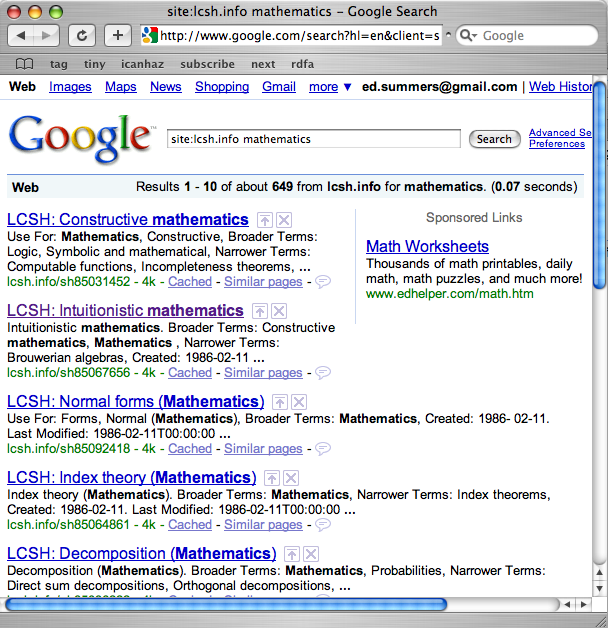 site:lcsh.info mathematics – Google Search
http://www.google.com/search?hl=en&client=s
Google
tag tiny icanhaz subscribe next rdfa
Web Images Maps News Shopping Gmail more ▼ ed.summers@gmail.com | Web Histor
Google™
site:lcsh.info mathematics
Search
Advanced Se
Preferences
Web Results 1 - 10 of about 649 from lcsh.info for mathematics. (0.07 seconds)
LCSH: Constructive mathematics
Use For: Mathematics, Constructive, Broader Terms:
Logic, Symbolic and mathematical, Narrower Terms:
Computable functions, Incompleteness theorems, ...
lcsh.info/sh85031452 - 4k - Cached - Similar pages -
LCSH: Intuitionistic mathematics
Intuitionistic mathematics. Broader Terms: Constructive
mathematics, Mathematics , Narrower Terms:
Brouwerian algebras, Created: 1986-02-11 ...
lcsh.info/sh85067656 - 4k - Cached - Similar pages -
Sponsored Links
Math Worksheets
Thousands of math printables, daily
math, math puzzles, and much more!
www.edhelper.com/math.htm
LCSH: Normal forms (Mathematics)
Use For: Forms, Normal (Mathematics), Broader Terms: Mathematics, Created: 1986- 02-11.
Last Modified: 1986-02-11T00:00:00 ...
lcsh.info/sh85092418 - 4k - Cached - Similar pages -
LCSH: Index theory (Mathematics)
Index theory (Mathematics). Broader Terms: Mathematics, Narrower Terms: Index theorems,
Created: 1986-02-11. Last Modified: 1986-02-11T00:00:00 ...
lcsh.info/sh85064861 - 4k - Cached - Similar pages -
LCSH: Decomposition (Mathematics)
Decomposition (Mathematics). Broader Terms: Mathematics, Probabilities, Narrower Terms:
Direct sum decompositions, Orthogonal decompositions, ...